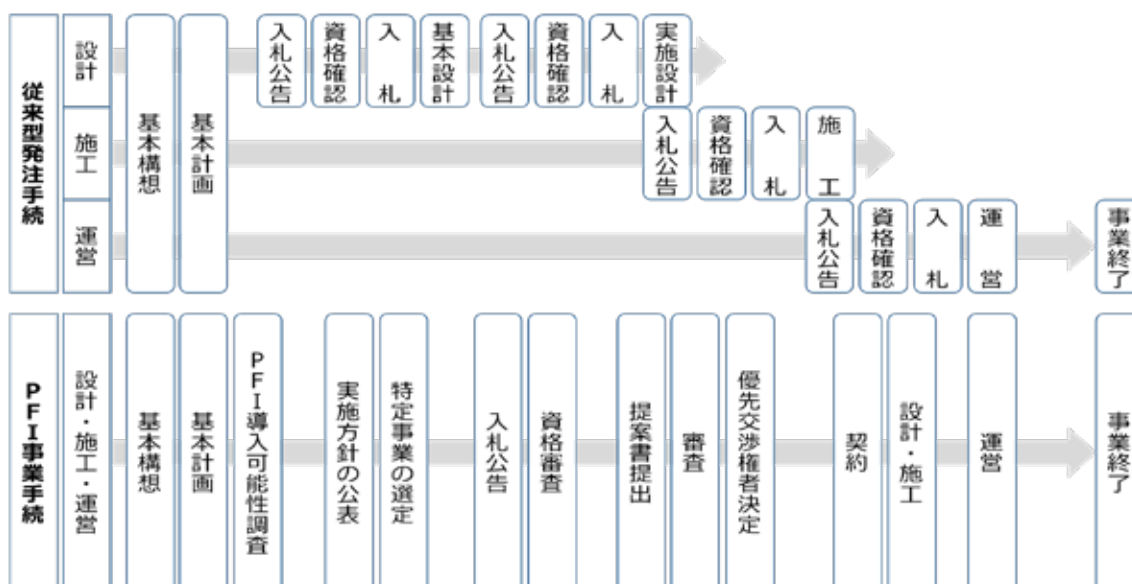 従来型発注手続
設計
施工
運営
基本構想
基本計画
入札公告
資格確認
入札
基本設計
入札公告
資格確認
入札
実施設計
入札公告
資格確認
入札
施工
入札公告
資格確認
入札
運営
事業終了
PFI事業手続
設計・施工・運営
基本構想
基本計画
PFI導入可能性調査
実施方針の公表
特定事業の選定
入札公告
資格審査
提案書提出
審査
優先交渉権者決定
契約
設計・施工
運営
事業終了